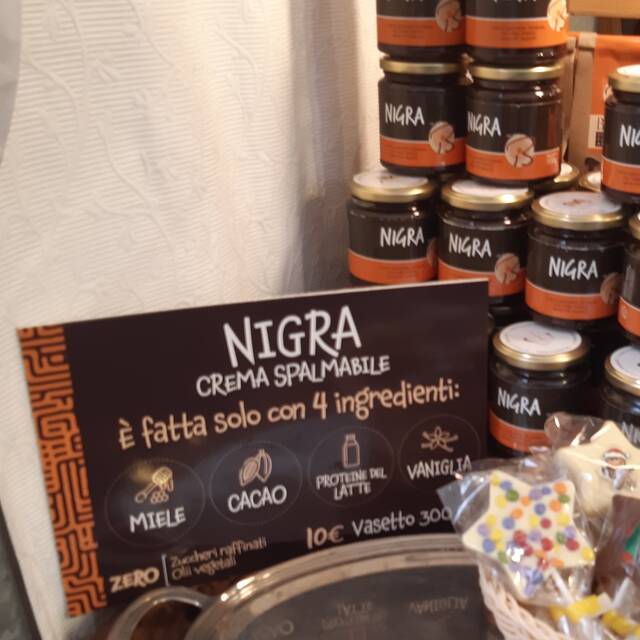 NIGRA
NIGRA
NIGRA
NIGRA
NIGRA
NIGRA
NIGRA
CREMA SPALMABILE
È fatta solo con 4 ingredienti:
MIELE
CACAO
PROTEINE DEL
LATTE
VANIGLIA
10€ Vasetto 300
ZERO
Zuccheri raffinati
Olii vegetali